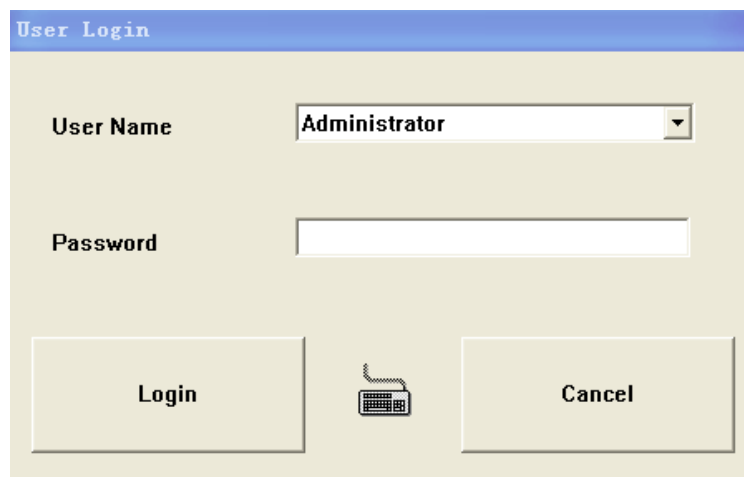 User Login
User Name
Administrator
Password
Login
Cancel